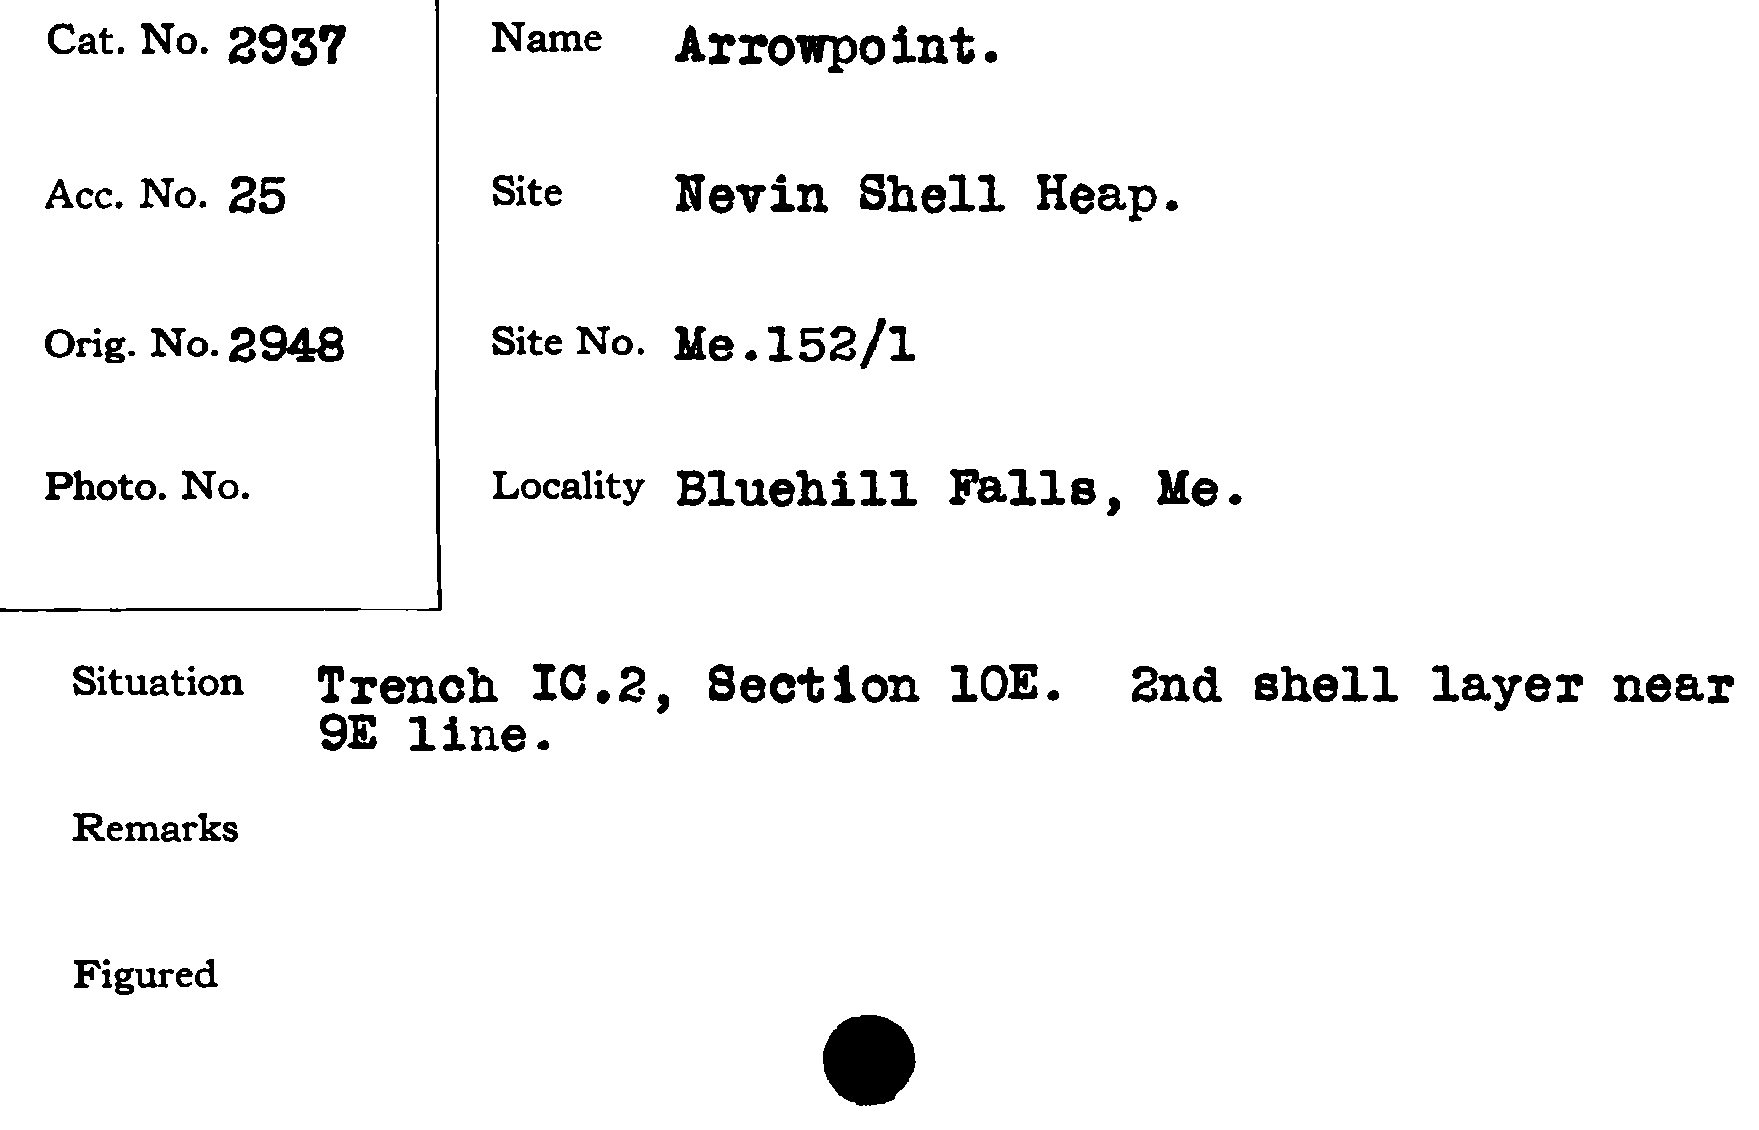 Cat. No. 2937
Acc. No. 25
Orig. No. 2948
Photo. No.
Name Arrowpoint.
Site Nevin Shell Heap.
Site No. Me.152/1
Locality Bluehill Falls, Me.
Situation Trench IC.2, Section 10E. 2nd shell layer near
9E line.
Remarks
Figured